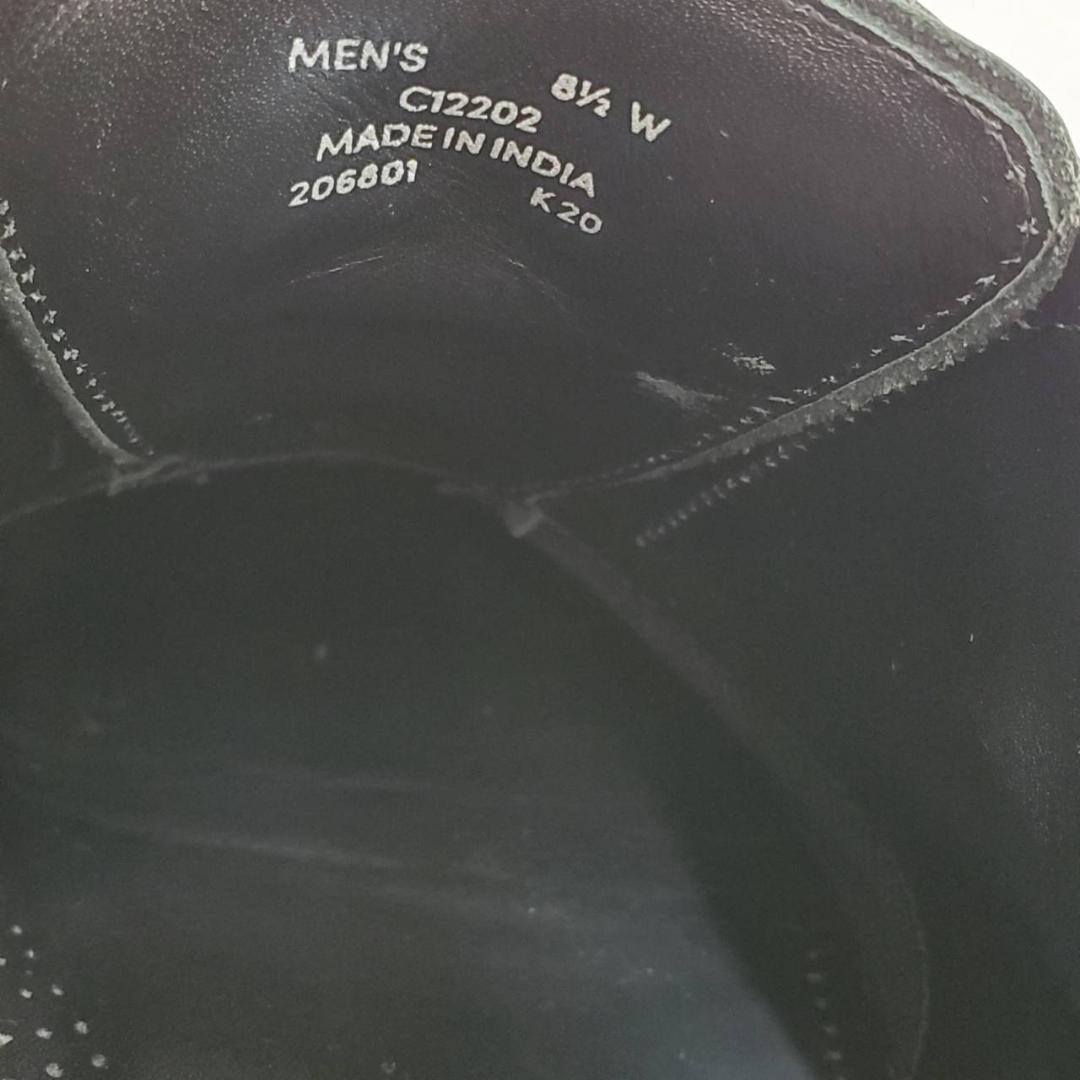 MEN'S 8½ W
C12202
MADE IN INDIA
206801 K20